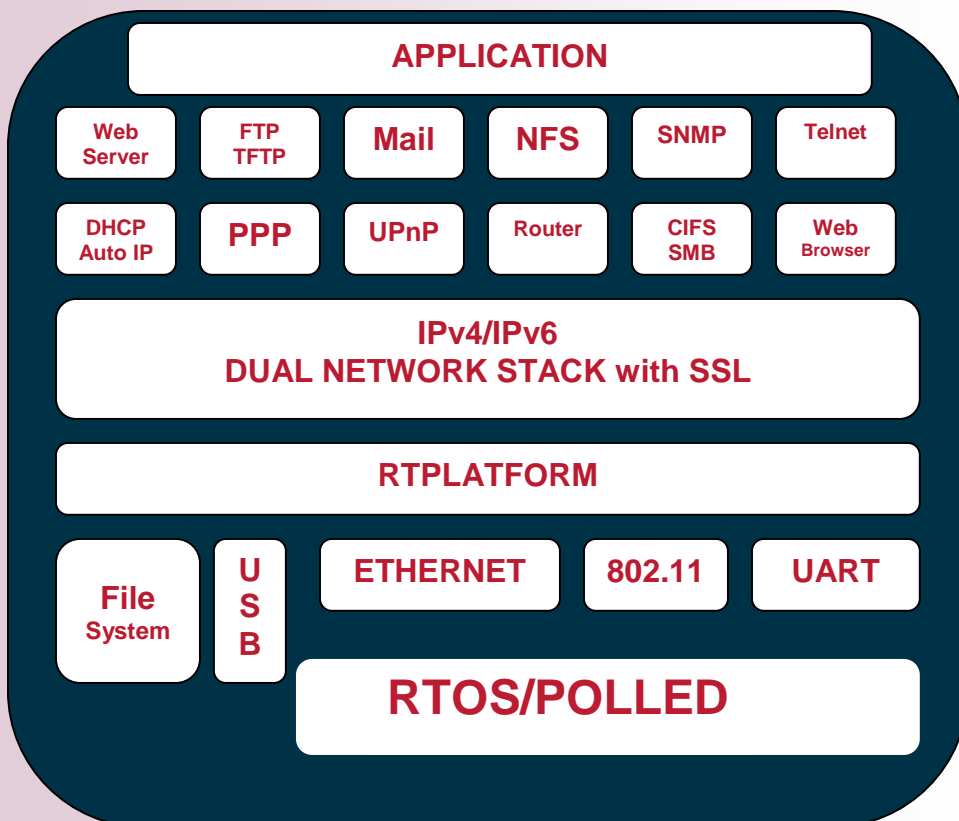 APPLICATION
Web
Server
FTP
TFTP
Mail
NFS
SNMP
Telnet
DHCP
Auto IP
PPP
UPnP
Router
CIFS
SMB
Web
Browser
IPv4/IPv6
DUAL NETWORK STACK with SSL
RTPLATFORM
File
System
U
S
B
ETHERNET
802.11
UART
RTOS/POLLED